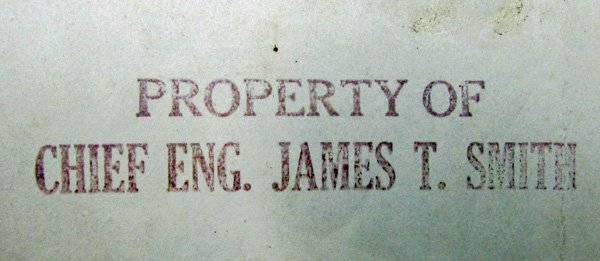 PROPERTY OF
CHIEF ENG. JAMES T. SMITH